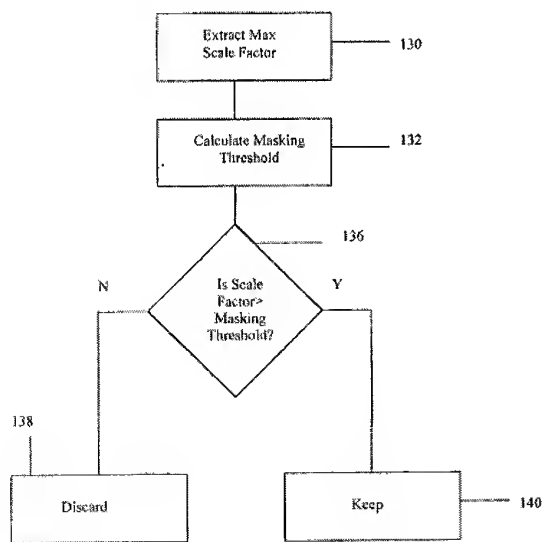 Extract Max
Scale Factor
130
Calculate Masking
Threshold
132
136
N
Is Scale
Factor>
Masking
Threshold?
Y
138
Discard
Keep
140